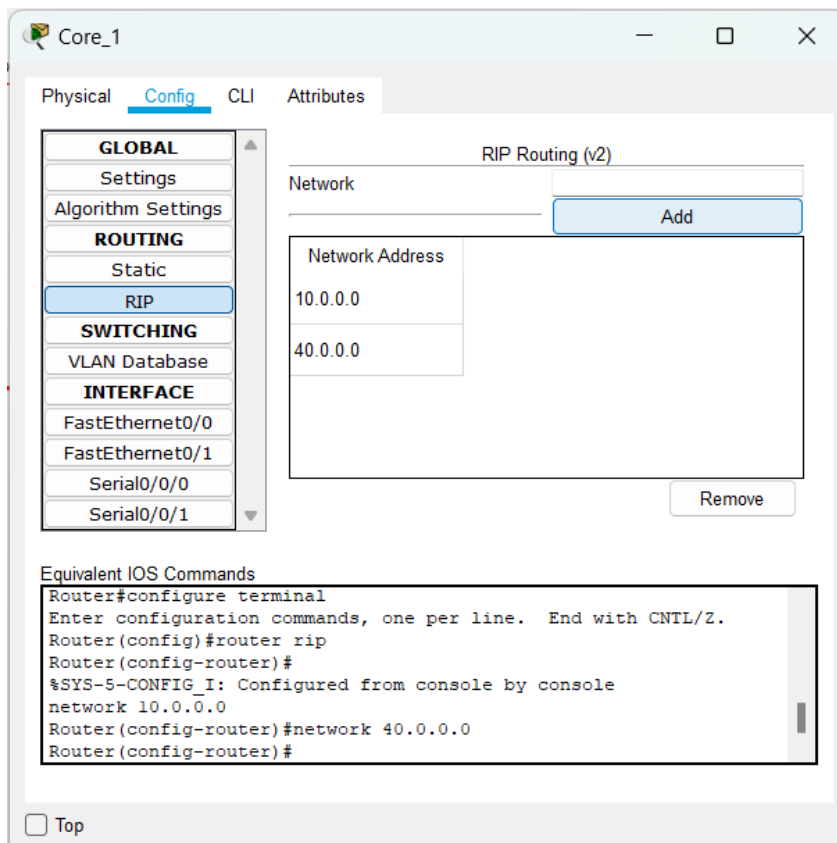 Core_1
Physical Config CLI Attributes
GLOBAL
Settings
Algorithm Settings
ROUTING
Static
RIP
SWITCHING
VLAN Database
INTERFACE
FastEthernet0/0
FastEthernet0/1
Serial0/0/0
Serial0/0/1
RIP Routing (v2)
Network
Add
Network Address
10.0.0.0
40.0.0.0
Remove
Equivalent IOS Commands
Router#configure terminal
Enter configuration commands, one per line. End with CNTL/Z.
Router(config)#router rip
Router(config-router)#
%SYS-5-CONFIG_I: Configured from console by console
network 10.0.0.0
Router(config-router)#network 40.0.0.0
Router(config-router)#
Top